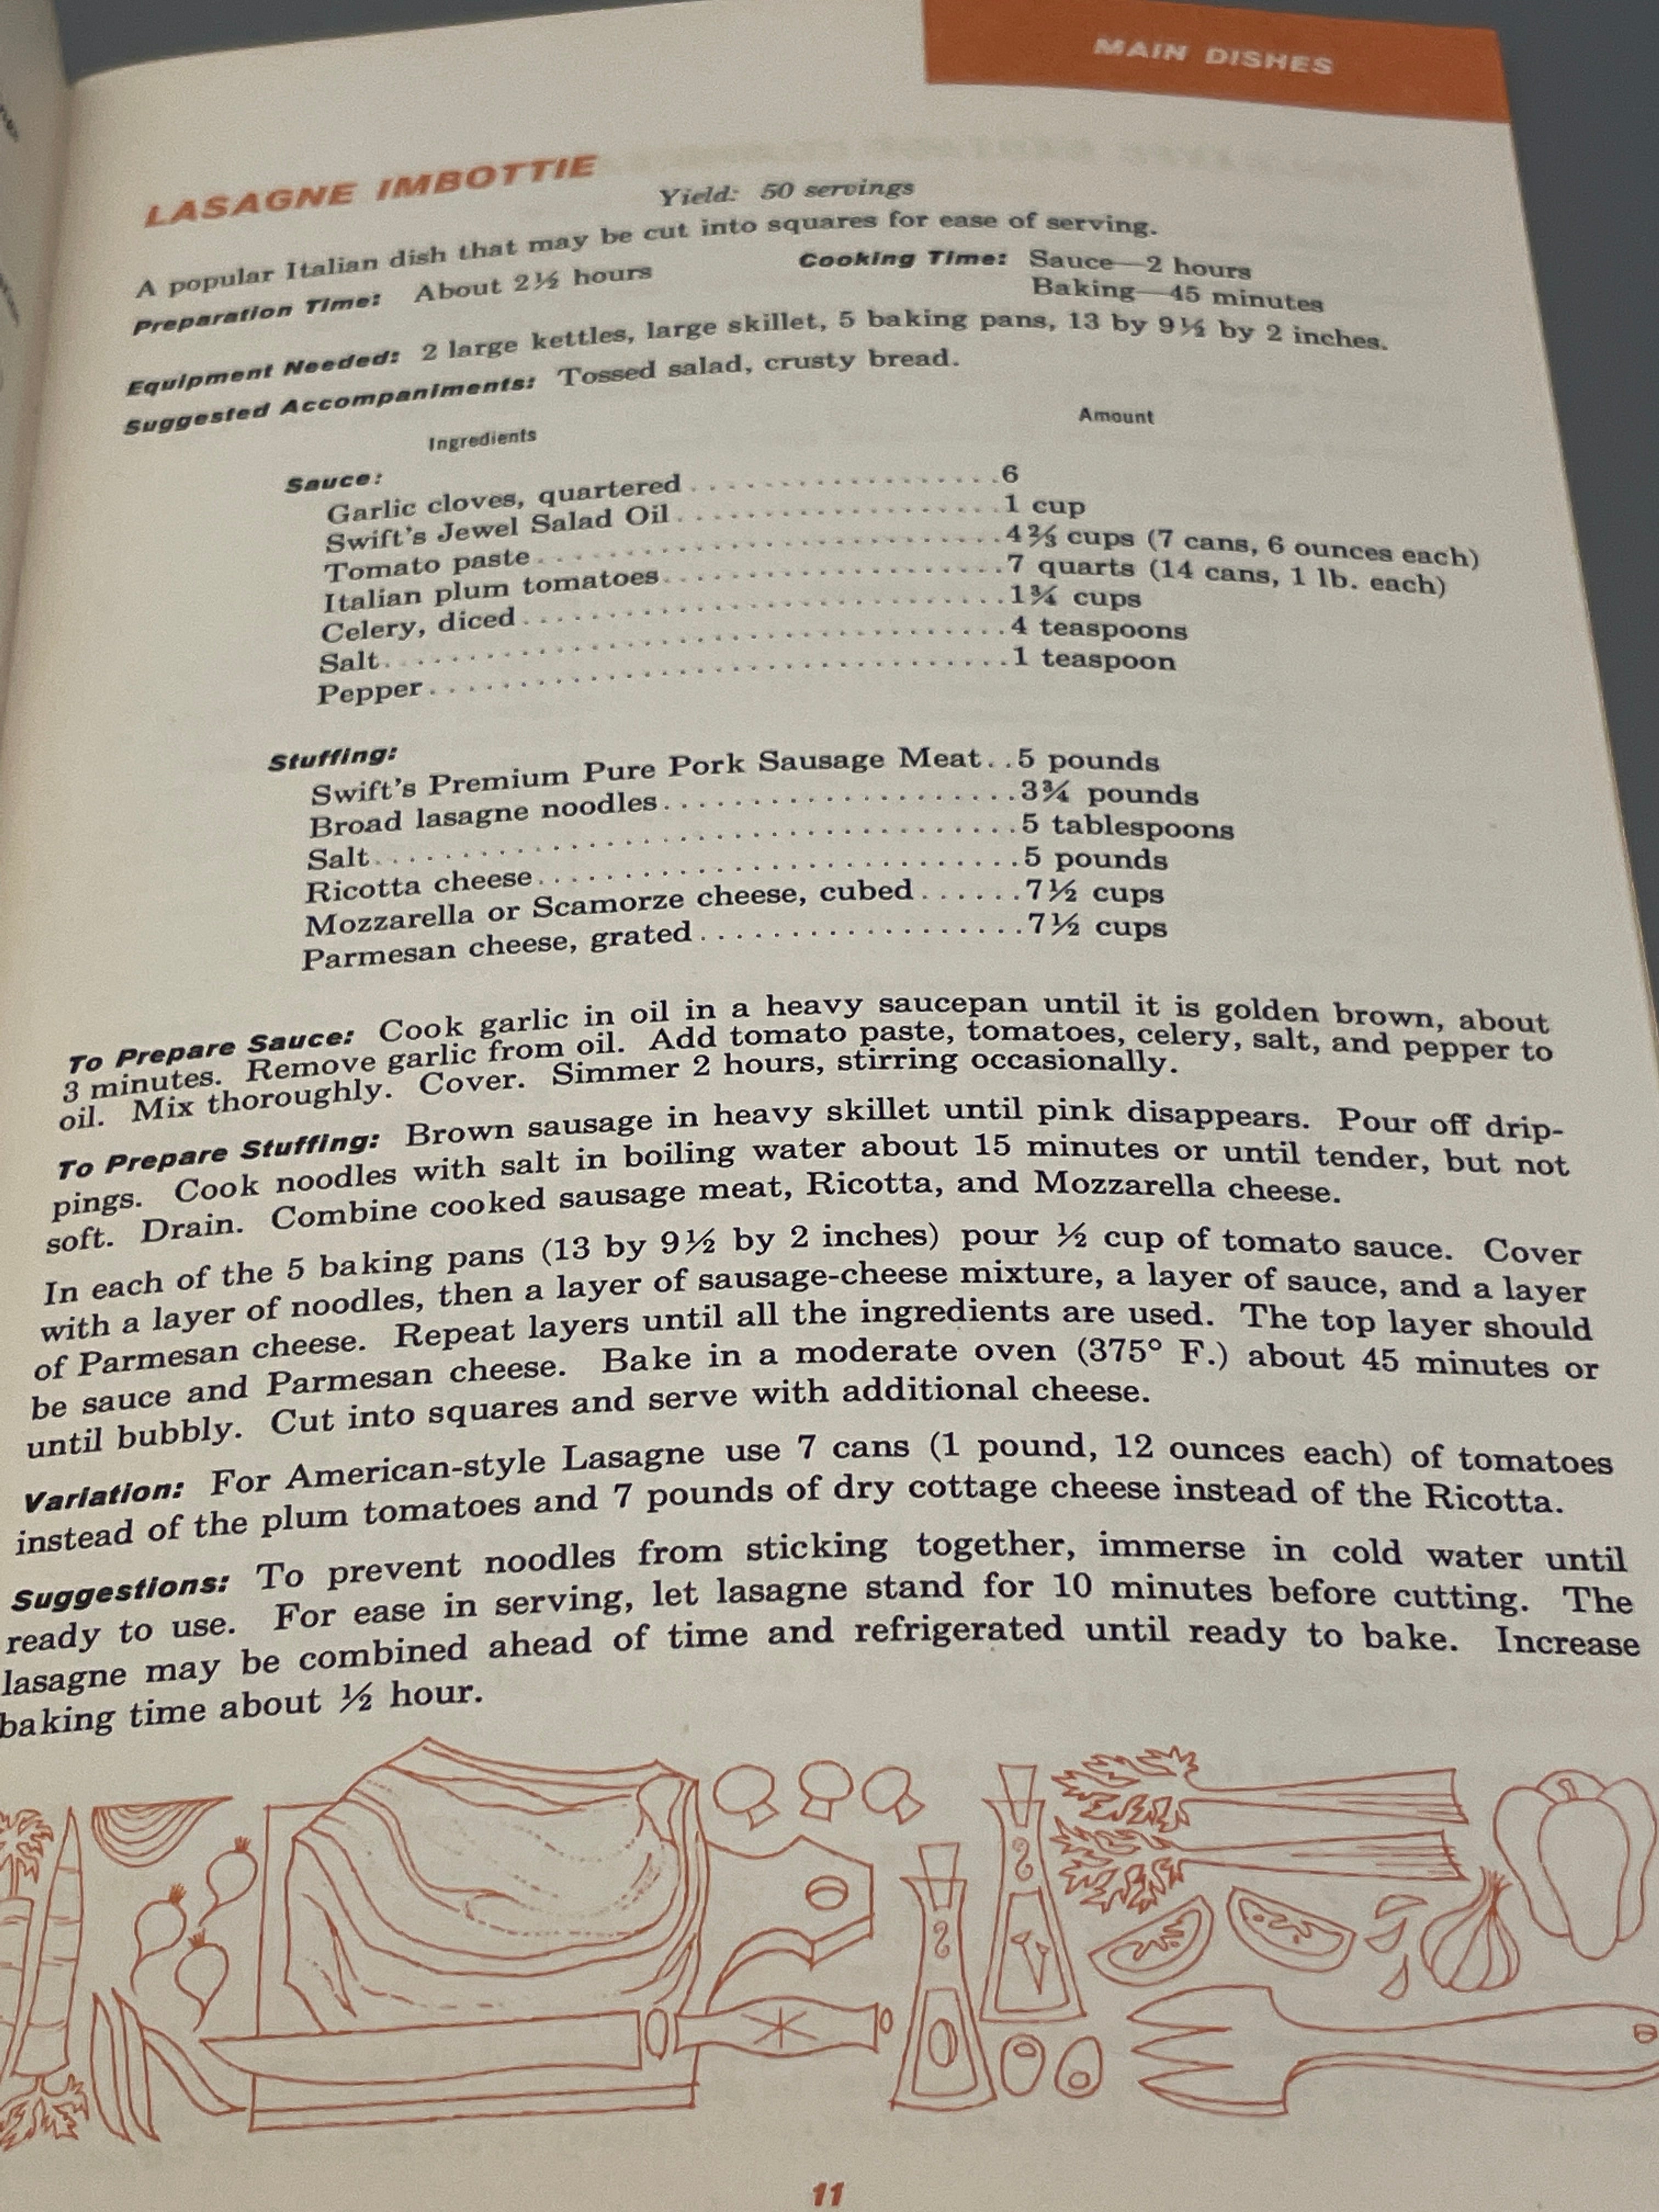 MAIN DISHES
LASAGNE IMBOTTIE
Yield: 50 servings
A popular Italian dish that may be cut into squares for ease of serving.
Preparation Time: About 2½ hours Cooking Time: Sauce—2 hours
Baking—45 minutes
Equipment Needed: 2 large kettles, large skillet, 5 baking pans, 13 by 9½ by 2 inches.
Suggested Accompaniments: Tossed salad, crusty bread.
Ingredients Amount
Sauce:
Garlic cloves, quartered . . . . . . . . . . . . . . . . . 6
Swift's Jewel Salad Oil . . . . . . . . . . . . . . . . . . 1 cup
Tomato paste . . . . . . . . . . . . . . . . . . . . . . . . . 4⅔ cups (7 cans, 6 ounces each)
Italian plum tomatoes . . . . . . . . . . . . . . . . . . . 7 quarts (14 cans, 1 lb. each)
Celery, diced . . . . . . . . . . . . . . . . . . . . . . . . . . 1¾ cups
Salt . . . . . . . . . . . . . . . . . . . . . . . . . . . . . . . . . 4 teaspoons
Pepper . . . . . . . . . . . . . . . . . . . . . . . . . . . . . . . 1 teaspoon
Stuffing:
Swift's Premium Pure Pork Sausage Meat . . 5 pounds
Broad lasagne noodles . . . . . . . . . . . . . . . . . . . . 3¾ pounds
Salt . . . . . . . . . . . . . . . . . . . . . . . . . . . . . . . . . . 5 tablespoons
Ricotta cheese . . . . . . . . . . . . . . . . . . . . . . . . . . 5 pounds
Mozzarella or Scamorze cheese, cubed . . . . . . 7½ cups
Parmesan cheese, grated . . . . . . . . . . . . . . . . . . 7½ cups
To Prepare Sauce: Cook garlic in oil in a heavy saucepan until it is golden brown, about
3 minutes. Remove garlic from oil. Add tomato paste, tomatoes, celery, salt, and pepper to
oil. Mix thoroughly. Cover. Simmer 2 hours, stirring occasionally.
To Prepare Stuffing: Brown sausage in heavy skillet until pink disappears. Pour off drip-
pings. Cook noodles with salt in boiling water about 15 minutes or until tender, but not
soft. Drain. Combine cooked sausage meat, Ricotta, and Mozzarella cheese.
In each of the 5 baking pans (13 by 9½ by 2 inches) pour ½ cup of tomato sauce. Cover
with a layer of noodles, then a layer of sausage-cheese mixture, a layer of sauce, and a layer
of Parmesan cheese. Repeat layers until all the ingredients are used. The top layer should
be sauce and Parmesan cheese. Bake in a moderate oven (375° F.) about 45 minutes or
until bubbly. Cut into squares and serve with additional cheese.
Variation: For American-style Lasagne use 7 cans (1 pound, 12 ounces each) of tomatoes
instead of the plum tomatoes and 7 pounds of dry cottage cheese instead of the Ricotta.
Suggestions: To prevent noodles from sticking together, immerse in cold water until
ready to use. For ease in serving, let lasagne stand for 10 minutes before cutting. The
lasagne may be combined ahead of time and refrigerated until ready to bake. Increase
baking time about ½ hour.
11